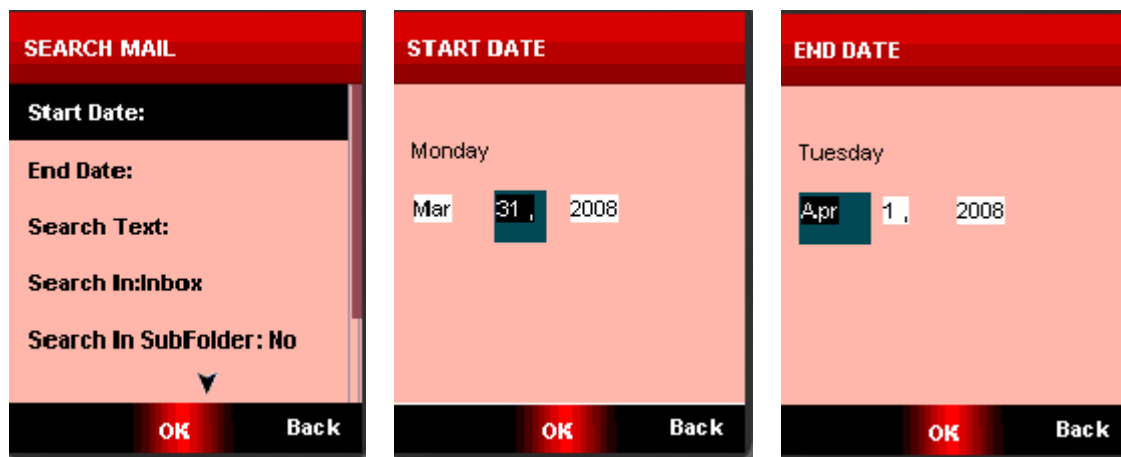 SEARCH MAIL
Start Date:
End Date:
Search Text:
Search In:Inbox
Search In SubFolder: No
OK Back
START DATE
Monday
Mar 31 , 2008
OK Back
END DATE
Tuesday
Apr 1 , 2008
OK Back